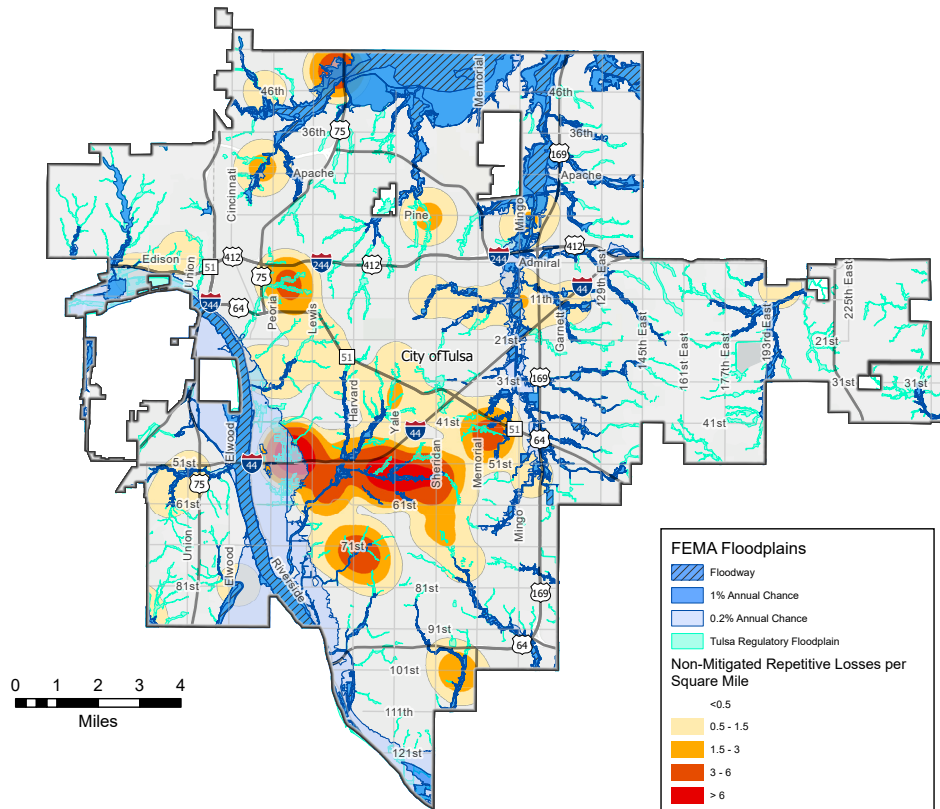 46th
Memorial
46th
36th
75
36th
169
Cincinnati
Apache
Apache
Pine
Mingo
412
412
Edison
Union
51
412
75
244
412
244
Admiral
44
129th East
244
64
Peoria
Lewis
11th
Garnett
145th East
161st East
177th East
193rd East
225th East
21st
21st
51
City of Tulsa
Harvard
31st
169
31st
31st
Yale
44
41st
51
64
41st
Elwood
51st
44
Sheridan
Memorial
51st
75
61st
61st
Mingo
Union
71st
Elwood
Riverside
81st
81st
169
91st
64
101st
111th
121st
0 1 2 3 4
Miles
FEMA Floodplains
Floodway
1% Annual Chance
0.2% Annual Chance
Tulsa Regulatory Floodplain
Non-Mitigated Repetitive Losses per
Square Mile
<0.5
0.5 - 1.5
1.5 - 3
3 - 6
> 6